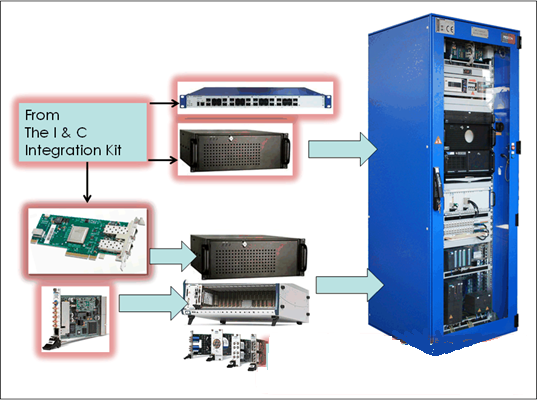 From
The I & C
Integration Kit